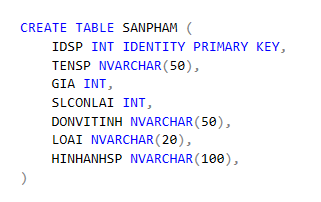 CREATE TABLE SANPHAM (
IDSP INT IDENTITY PRIMARY KEY,
TENSP NVARCHAR(50),
GIA INT,
SLCONLAI INT,
DONVITINH NVARCHAR(50),
LOAI NVARCHAR(20),
HINHANHSP NVARCHAR(100),
)